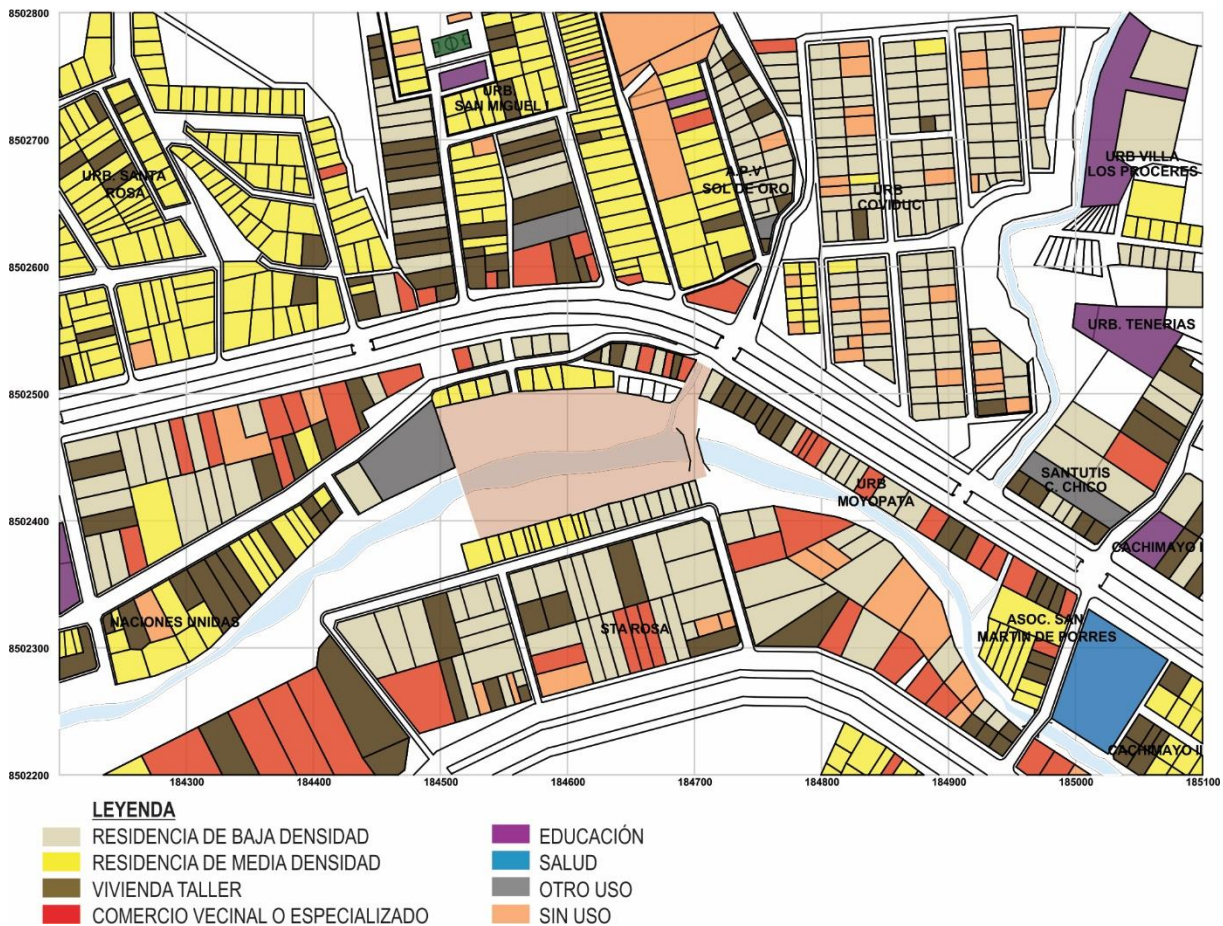 8502800
URB.
SAN MIGUEL I
8502700
URB. SANTA
ROSA
A.P.V
SOL DE ORO
URB
COVIDUC
URB VILLA
LOS PROCERES
8502600
URB. TENERIAS
8502500
URB
MOYOPATA
SANTUTIS
C. CHICO
8502400
CACHIMAYO I
NACIONES UNIDAS
STA ROSA
ASOC. SAN
MARTIN DE PORRES
8502300
CACHIMAYO II
8502200
184300 184400 184500 184600 184700 184800 184900 185000 185100
LEYENDA
RESIDENCIA DE BAJA DENSIDAD
RESIDENCIA DE MEDIA DENSIDAD
VIVIENDA TALLER
COMERCIO VECINAL O ESPECIALIZADO
EDUCACIÓN
SALUD
OTRO USO
SIN USO